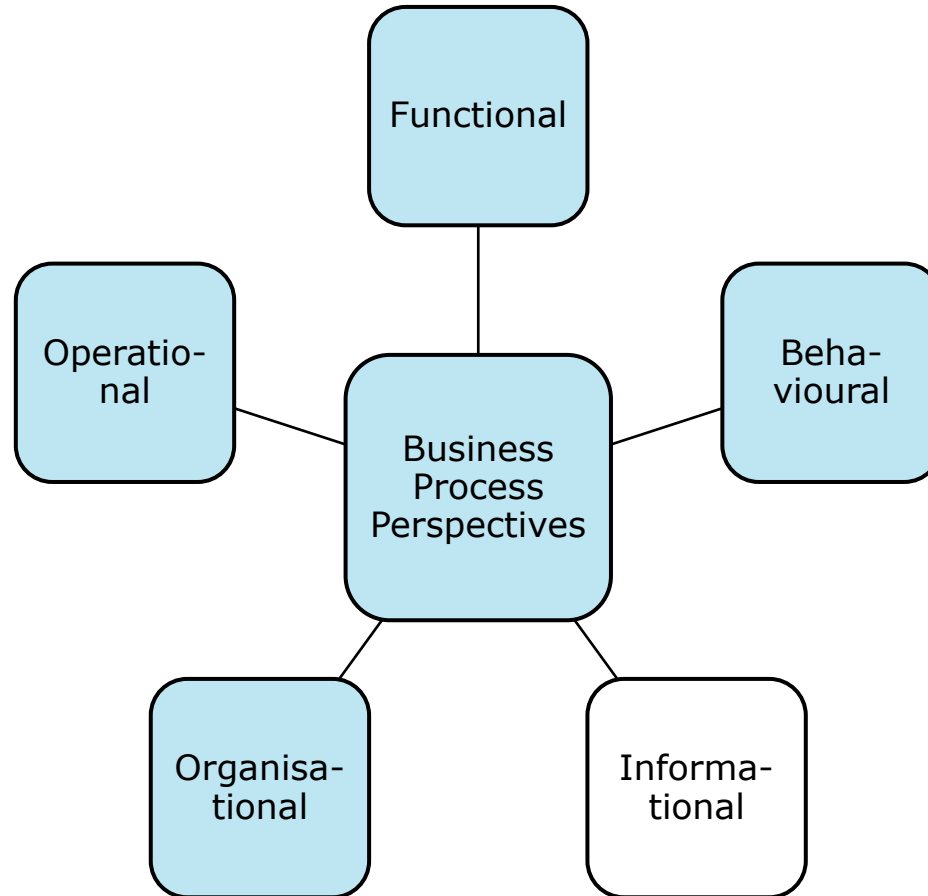 Functional
Operatio-
nal
Beha-
vioural
Business
Process
Perspectives
Organisa-
tional
Informa-
tional